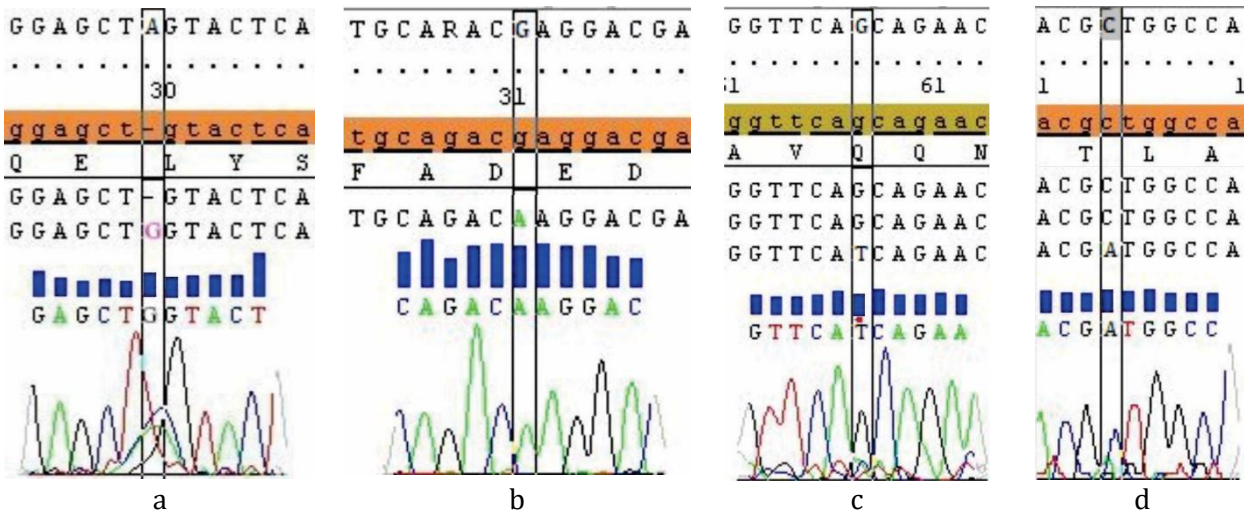 GGAGCTAGTACTCA
30
ggagct-gtactca
Q E L Y S
GGAGCT-GTACTCA
GGAGCTGGTACTCA
GAGCTGGTACT
a
TGCARACGAGGACGA
31
tgcagacgaggacga
F A D E D
TGCAGACAAGGACGA
CAGACAAGGAC
b
GGTTCAGCAGAAC
61
ggttcagcagaac
A V Q Q N
GGTTCAGCAGAAC
GGTTCAGCAGAAC
GGTTCATCAGAAC
GTTCATCAGAA
c
ACGCTGGCCA
1 1
acgctggcca
T L A
ACGCTGGCCA
ACGCTGGCCA
ACGATGGCCA
ACGATGGCC
d